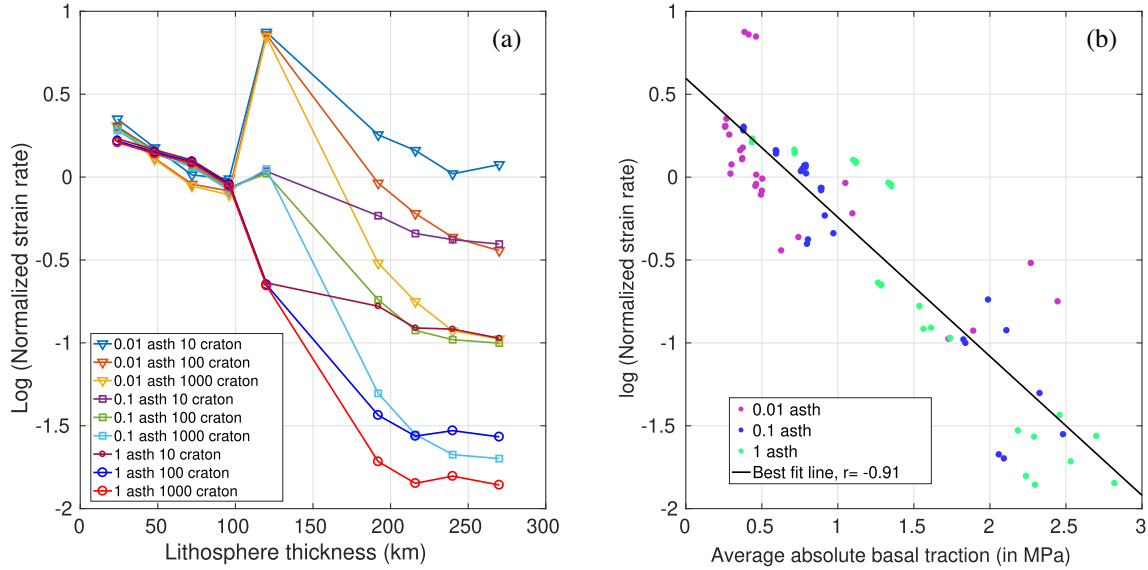 (a)
Log (Normalized strain rate)
1
0.5
0
-0.5
-1
-1.5
-2
0.01 asth 10 craton
0.01 asth 100 craton
0.01 asth 1000 craton
0.1 asth 10 craton
0.1 asth 100 craton
0.1 asth 1000 craton
1 asth 10 craton
1 asth 100 craton
1 asth 1000 craton
0 50 100 150 200 250 300
Lithosphere thickness (km)
(b)
log (Normalized strain rate)
1
0.5
0
-0.5
-1
-1.5
-2
0.01 asth
0.1 asth
1 asth
Best fit line, r= -0.91
0 0.5 1 1.5 2 2.5 3
Average absolute basal traction (in MPa)